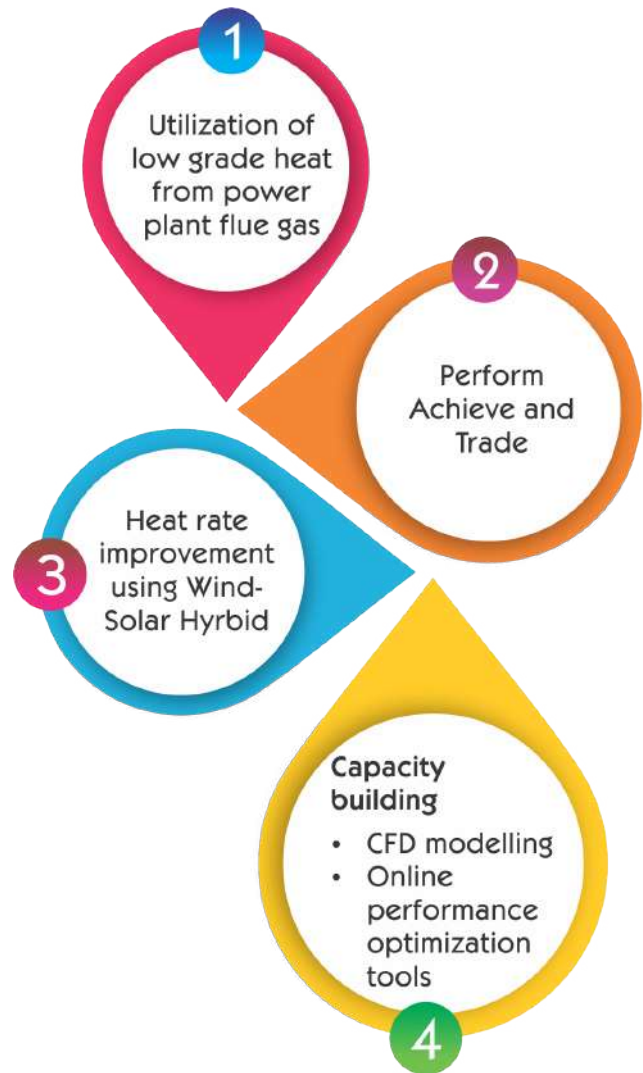 1
Utilization of
low grade heat
from power
plant flue gas
2
Perform
Achieve and
Trade
3
Heat rate
improvement
using Wind-
Solar Hyrbid
Capacity
building
• CFD modelling
• Online
performance
optimization
tools
4